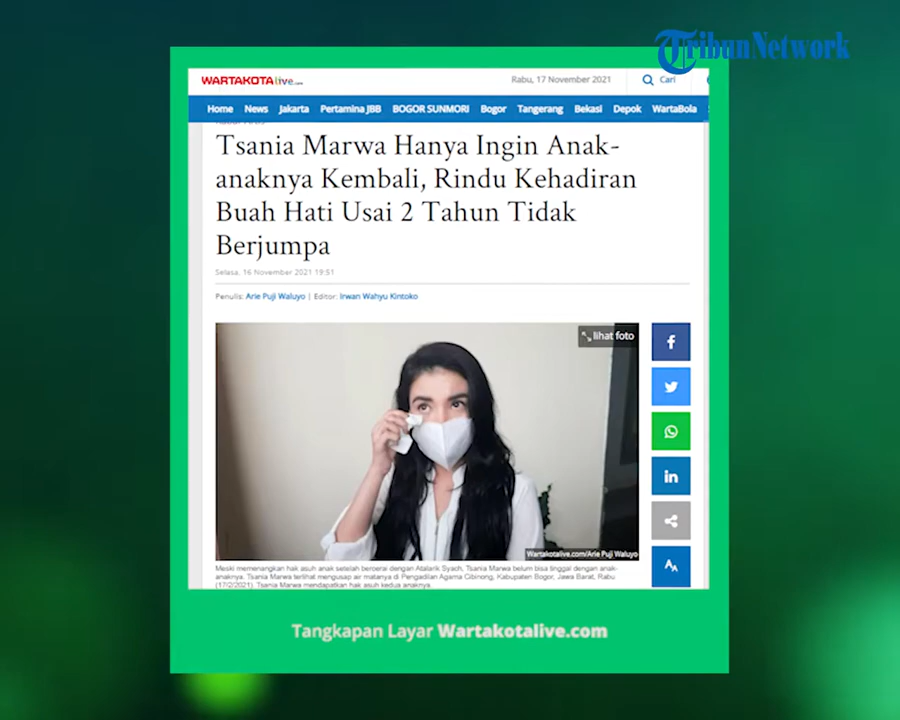 TribunNetwork
WARTAKOTAlive.com
Rabu, 17 November 2021
Cari
Home News Jakarta Pertamina JBB BOGOR SUNMORI Bogor Tangerang Bekasi Depok WartaBola
Tsania Marwa Hanya Ingin Anak-
anaknya Kembali, Rindu Kehadiran
Buah Hati Usai 2 Tahun Tidak
Berjumpa
Selasa, 16 November 2021 19:51
Penulis: Arie Puji Waluyo | Editor: Irwan Wahyu Kintoko
lihat foto
f
in
Wartakotalive.com/Arie Puji Waluyo
AA
Meski memenangkan hak asuh anak setelah bercerai dengan Atalarik Syach, Tsania Marwa belum bisa tinggal dengan anak-
anaknya. Tsania Marwa terlihat mengusap air matanya di Pengadilan Agama Cibinong, Kabupaten Bogor, Jawa Barat, Rabu
(17/2/2021). Tsania Marwa mendapatkan hak asuh kedua anaknya.
Tangkapan Layar Wartakotalive.com